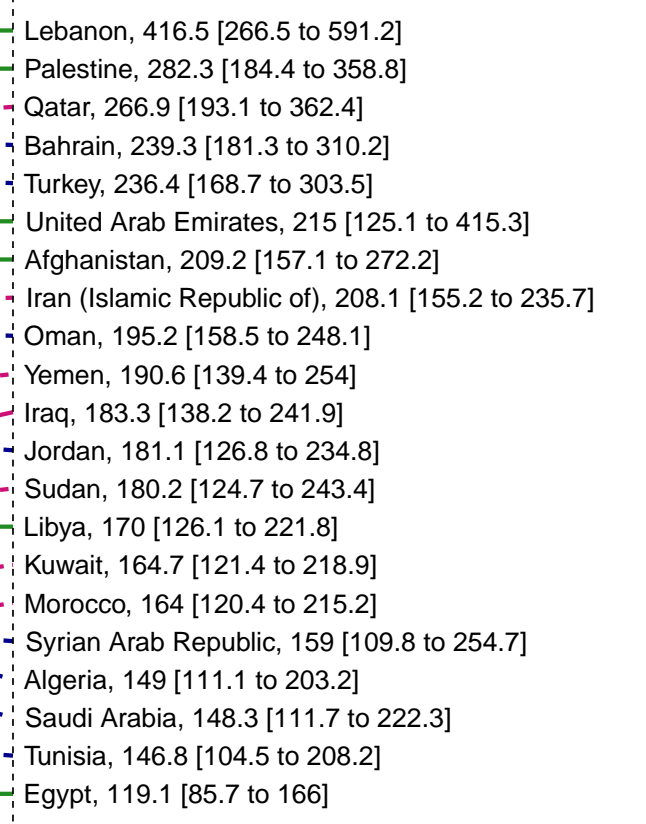 Lebanon, 416.5 [266.5 to 591.2]
Palestine, 282.3 [184.4 to 358.8]
Qatar, 266.9 [193.1 to 362.4]
Bahrain, 239.3 [181.3 to 310.2]
Turkey, 236.4 [168.7 to 303.5]
United Arab Emirates, 215 [125.1 to 415.3]
Afghanistan, 209.2 [157.1 to 272.2]
Iran (Islamic Republic of), 208.1 [155.2 to 235.7]
Oman, 195.2 [158.5 to 248.1]
Yemen, 190.6 [139.4 to 254]
Iraq, 183.3 [138.2 to 241.9]
Jordan, 181.1 [126.8 to 234.8]
Sudan, 180.2 [124.7 to 243.4]
Libya, 170 [126.1 to 221.8]
Kuwait, 164.7 [121.4 to 218.9]
Morocco, 164 [120.4 to 215.2]
Syrian Arab Republic, 159 [109.8 to 254.7]
Algeria, 149 [111.1 to 203.2]
Saudi Arabia, 148.3 [111.7 to 222.3]
Tunisia, 146.8 [104.5 to 208.2]
Egypt, 119.1 [85.7 to 166]